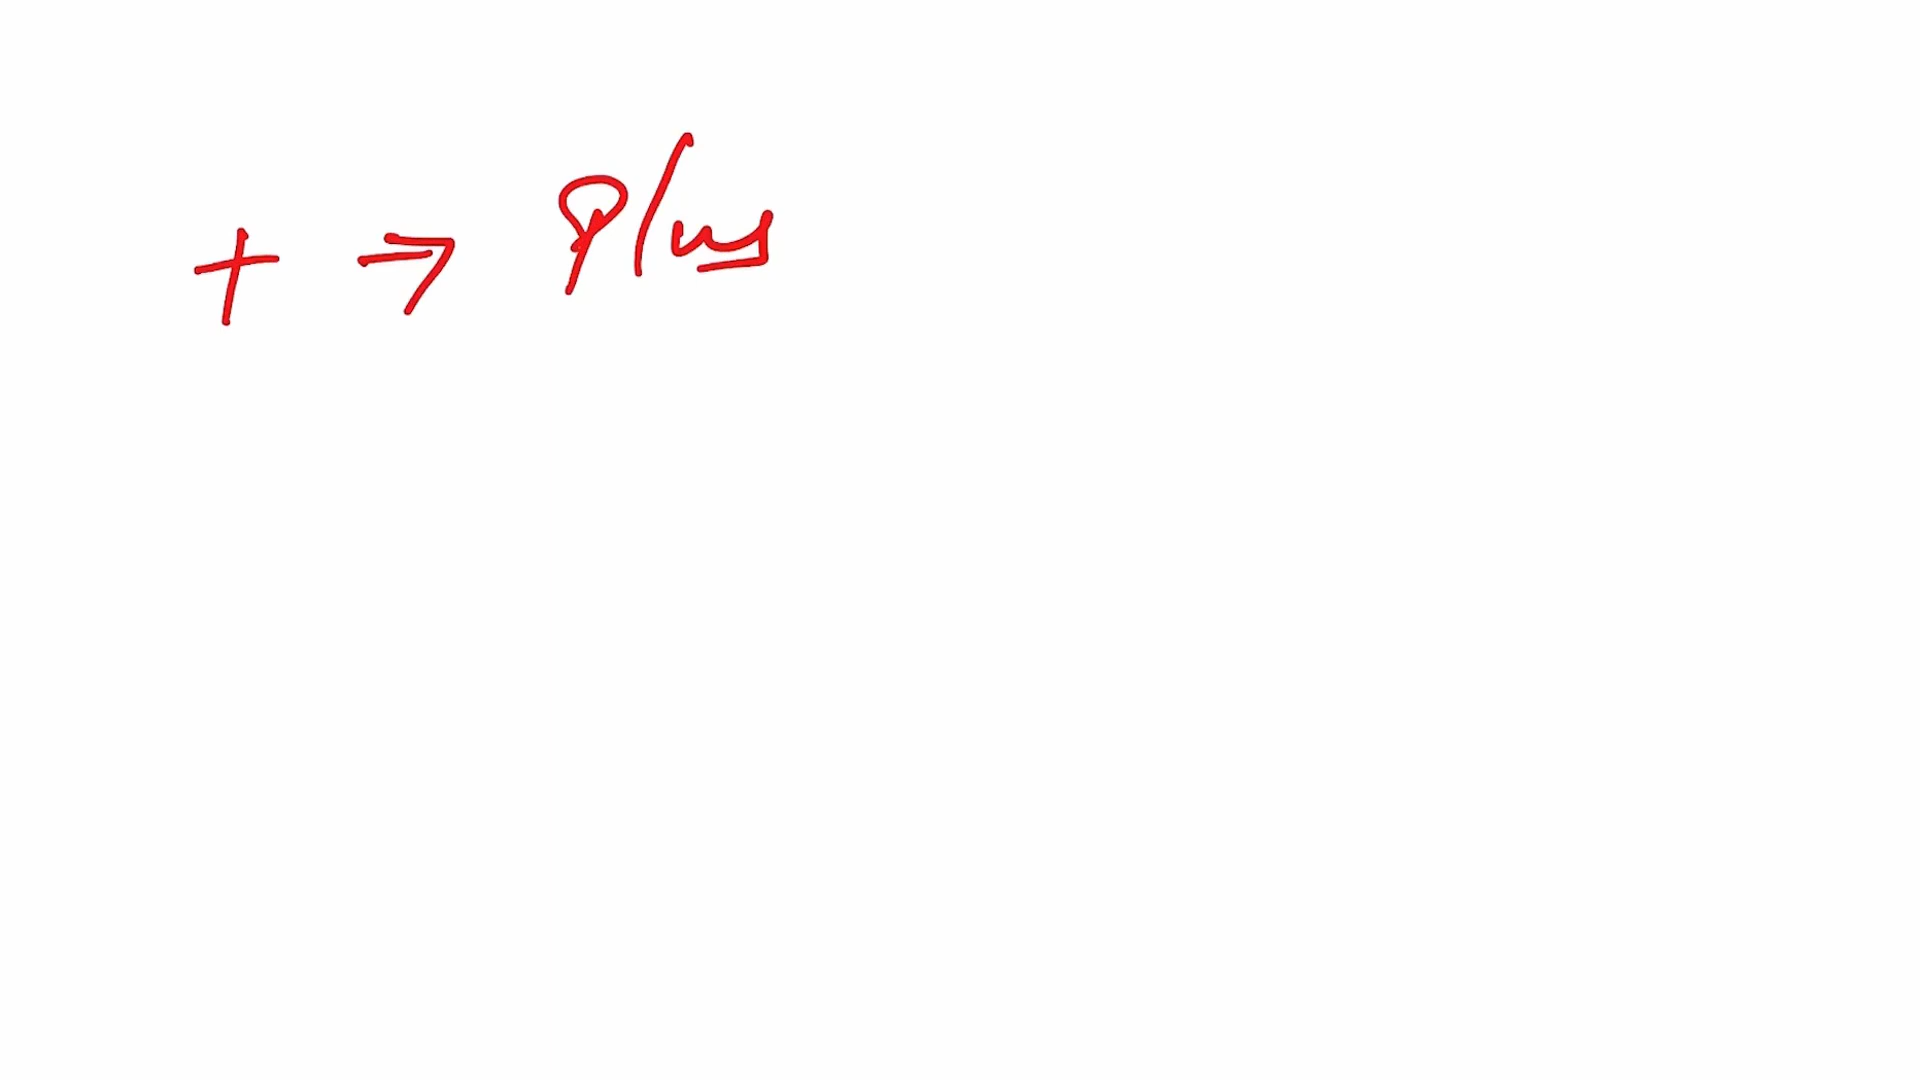 + → Plus